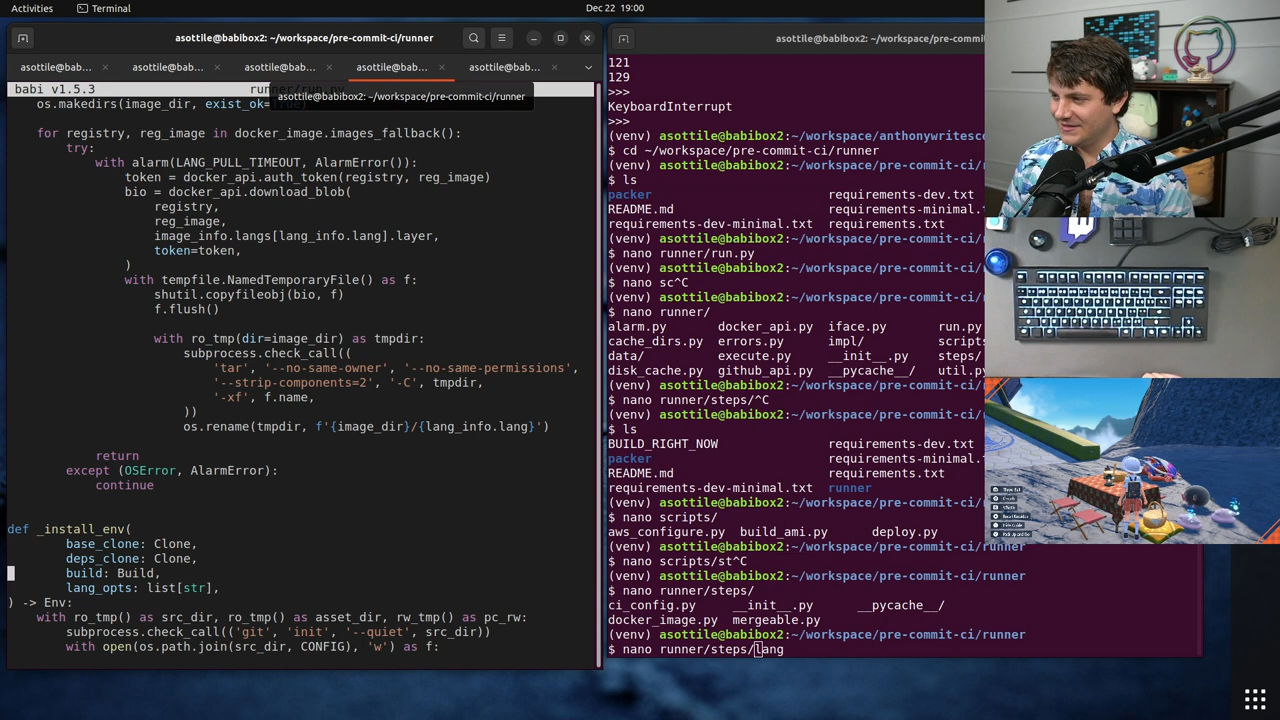 Activities
Terminal
Dec 22 19:00
asottile@babibox2: ~/workspace/pre-commit-ci/runner
asottile@bab...
asottile@bab...
asottile@bab...
asottile@bab...
asottile@bab...
babi v1.5.3
asottile@babibox2: ~/workspace/pre-commit-ci/runner
os.makedirs(image_dir, exist_ok=
for registry, reg_image in docker_image.images_fallback():
try:
with alarm(LANG_PULL_TIMEOUT, AlarmError()):
token = docker_api.auth_token(registry, reg_image)
bio = docker_api.download_blob(
registry,
reg_image,
image_info.langs[lang_info.lang].layer,
token=token,
)
with tempfile.NamedTemporaryFile() as f:
shutil.copyfileobj(bio, f)
f.flush()
with ro_tmp(dir=image_dir) as tmpdir:
subprocess.check_call((
'tar', '--no-same-owner', '--no-same-permissions',
'--strip-components=2', '-C', tmpdir,
'-xf', f.name,
))
os.rename(tmpdir, f'{image_dir}/{lang_info.lang}')
return
except (OSError, AlarmError):
continue
def _install_env(
base_clone: Clone,
deps_clone: Clone,
build: Build,
lang_opts: list[str],
) -> Env:
with ro_tmp() as src_dir, ro_tmp() as asset_dir, rw_tmp() as pc_rw:
subprocess.check_call(('git', 'init', '--quiet', src_dir))
with open(os.path.join(src_dir, CONFIG), 'w') as f:
asottile@babibox2: ~/workspace/pre-com
121
129
>>>
KeyboardInterrupt
>>>
(venv) asottile@babibox2:~/workspace/anthonywritesco
$ cd ~/workspace/pre-commit-ci/runner
(venv) asottile@babibox2:~/workspace/pre-commit-ci/r
$ ls
packer requirements-dev.txt
README.md requirements-minimal.t
requirements-dev-minimal.txt requirements.txt
(venv) asottile@babibox2:~/workspace/pre-commit-ci/r
$ nano runner/run.py
(venv) asottile@babibox2:~/workspace/pre-commit-ci/r
$ nano sc^C
(venv) asottile@babibox2:~/workspace/pre-commit-ci/r
$ nano runner/
alarm.py docker_api.py iface.py run.py
cache_dirs.py errors.py impl/ script
data/ execute.py __init__.py steps/
disk_cache.py github_api.py __pycache__/ util.py
(venv) asottile@babibox2:~/workspace/pre-commit-ci/r
$ nano runner/steps/^C
(venv) asottile@babibox2:~/workspace/pre-commit-ci/r
$ ls
BUILD_RIGHT_NOW requirements-dev.txt
packer requirements-minimal.t
README.md requirements.txt
requirements-dev-minimal.txt runner
(venv) asottile@babibox2:~/workspace/pre-commit-ci/r
$ nano scripts/
aws_configure.py build_ami.py deploy.py
(venv) asottile@babibox2:~/workspace/pre-commit-ci/runner
$ nano scripts/st^C
(venv) asottile@babibox2:~/workspace/pre-commit-ci/runner
$ nano runner/steps/
ci_config.py __init__.py __pycache__/
docker_image.py mergeable.py
(venv) asottile@babibox2:~/workspace/pre-commit-ci/runner
$ nano runner/steps/lang